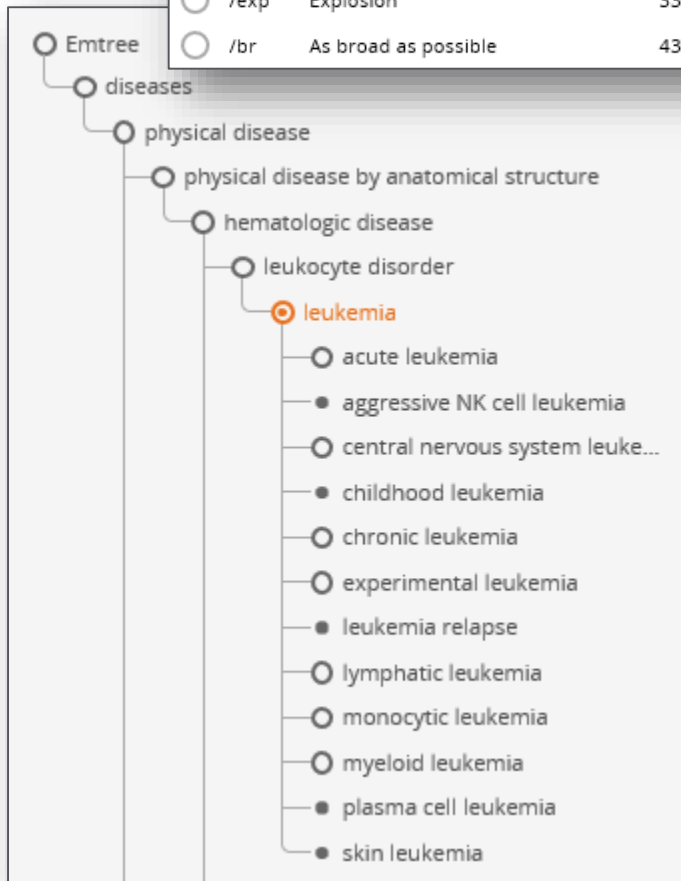 /exp Explosion
/br As broad as possible 43
Emtree
diseases
physical disease
physical disease by anatomical structure
hematologic disease
leukocyte disorder
leukemia
acute leukemia
aggressive NK cell leukemia
central nervous system leuke...
childhood leukemia
chronic leukemia
experimental leukemia
leukemia relapse
lymphatic leukemia
monocytic leukemia
myeloid leukemia
plasma cell leukemia
skin leukemia